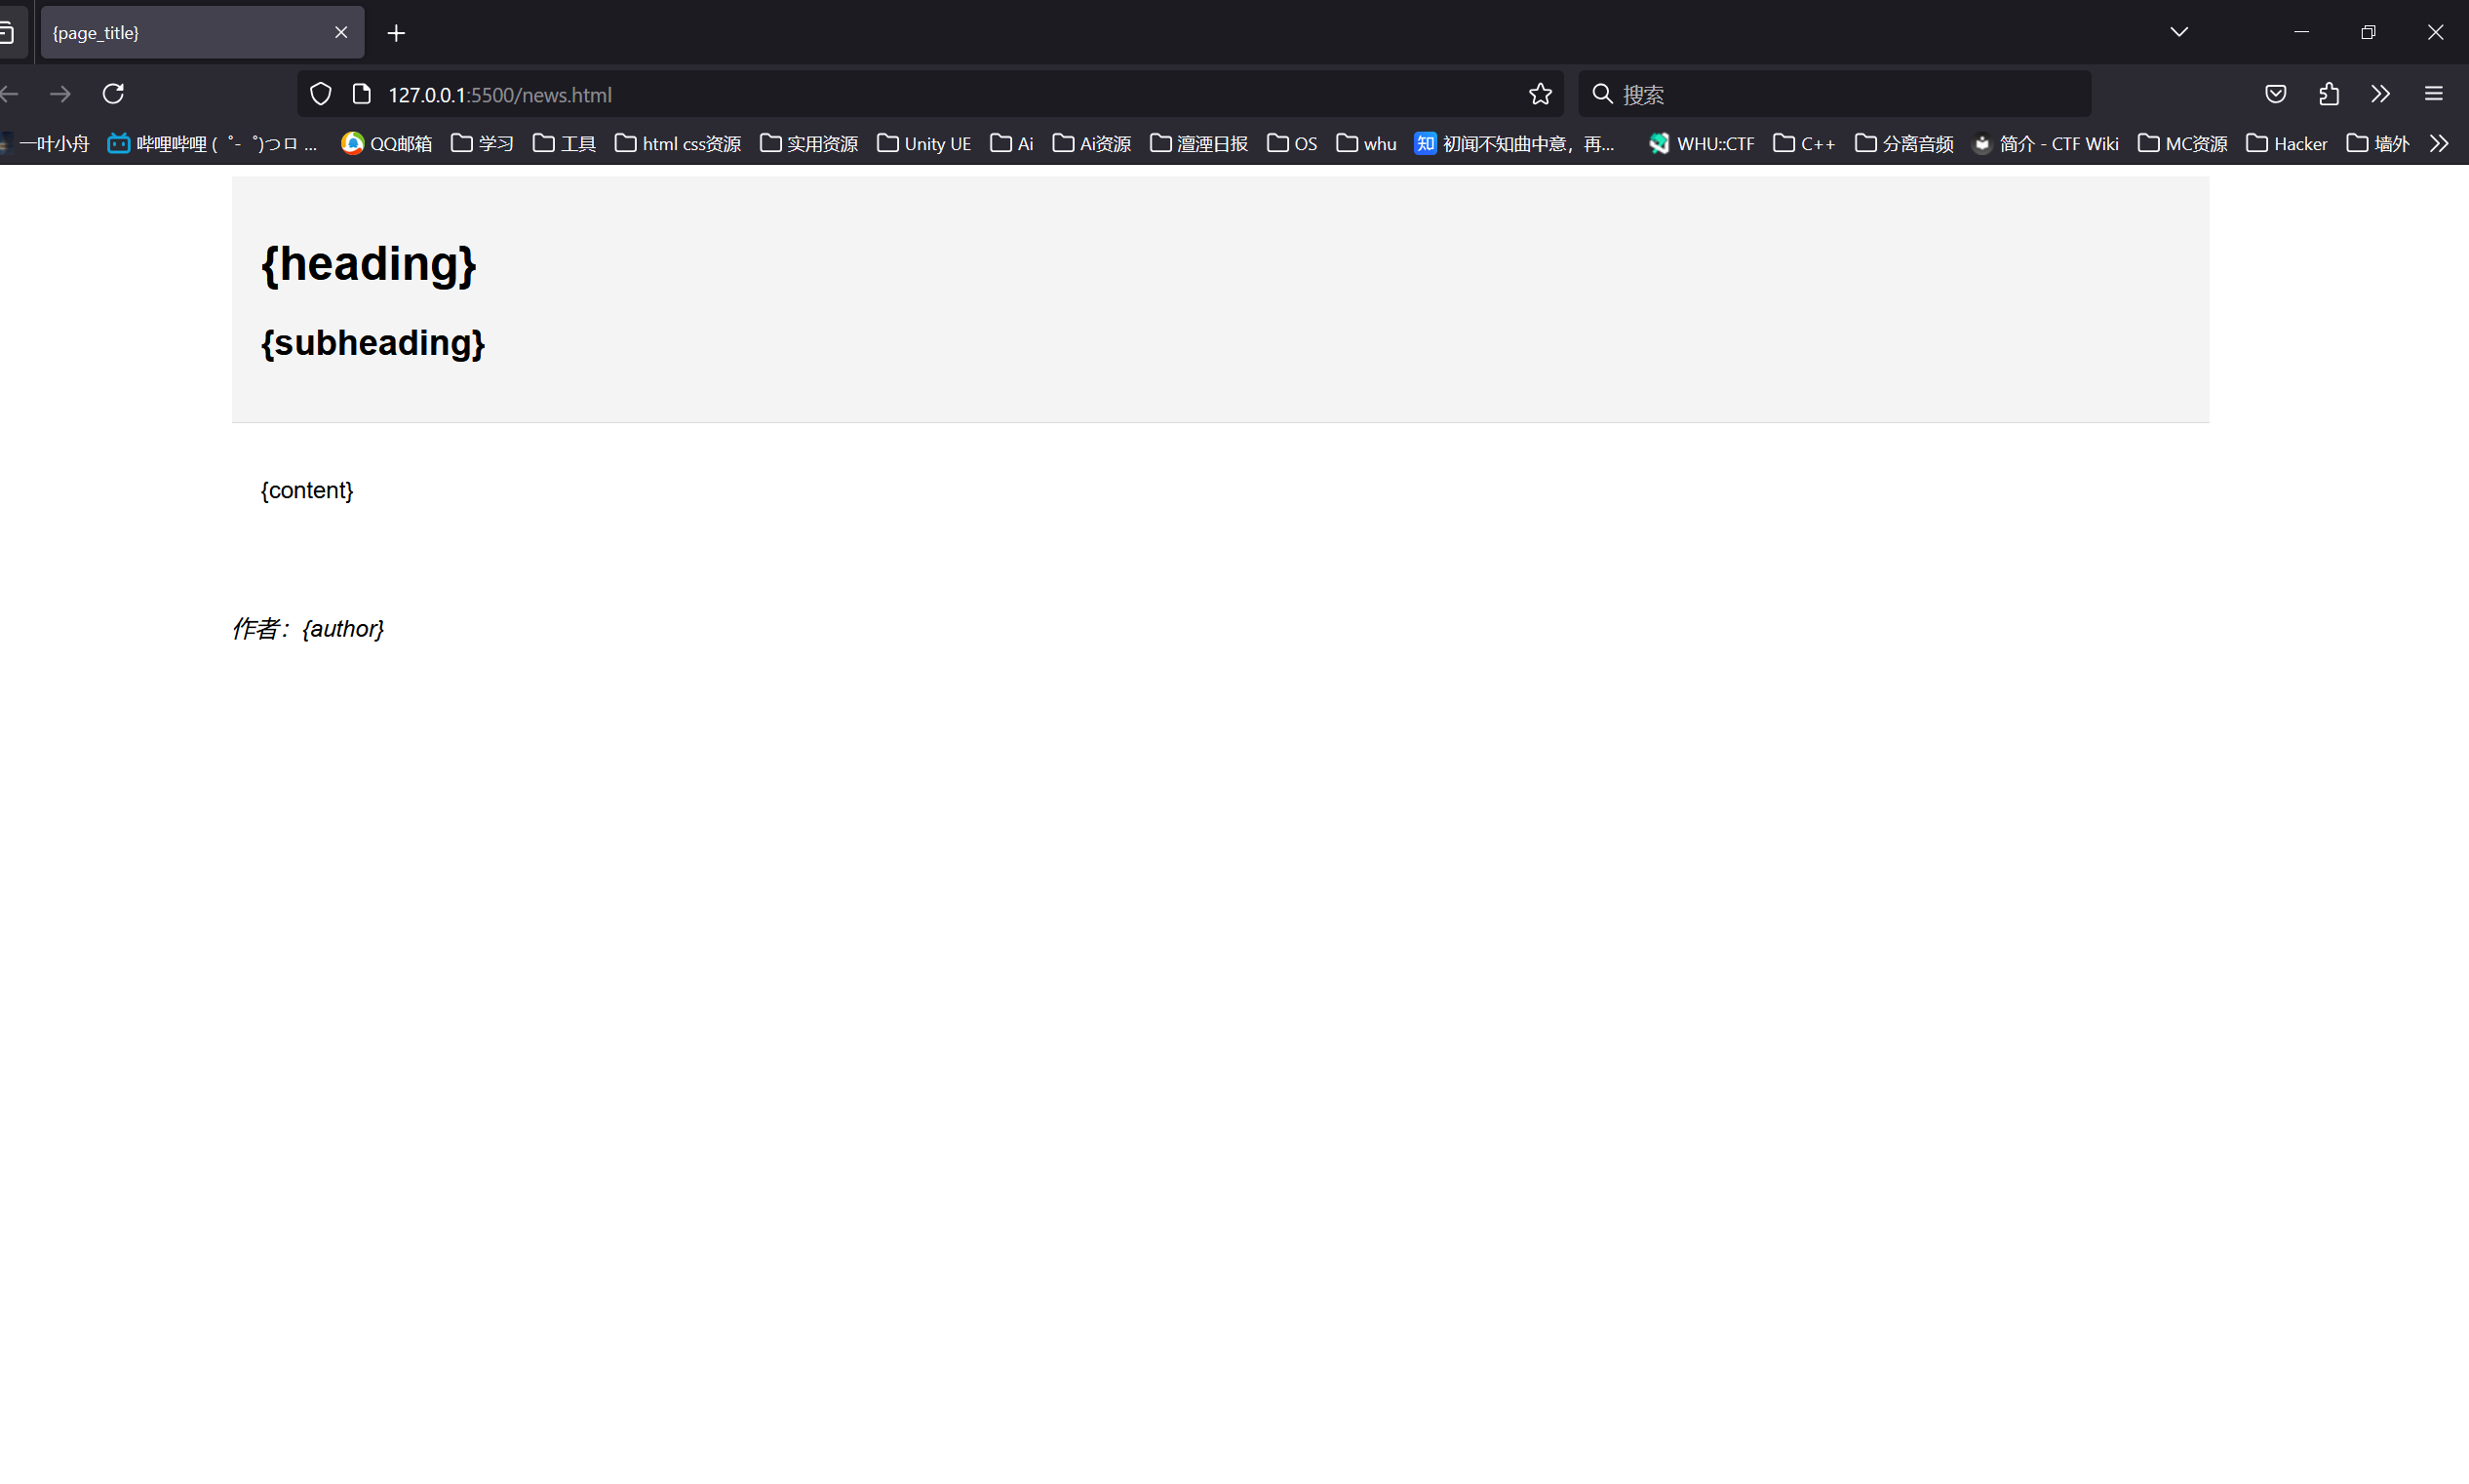 {page_title}
127.0.0.1:5500/news.html
搜索
一叶小舟 哔哩哔哩 ( ゜- ゜)つロ ... QQ邮箱 学习 工具 html css资源 实用资源 Unity UE Ai Ai资源 澶湮日报 OS whu 知 初闻不知曲中意，再... WHU::CTF C++ 分离音频 简介 - CTF Wiki MC资源 Hacker 墙外
{heading}
{subheading}
{content}
作者：{author}